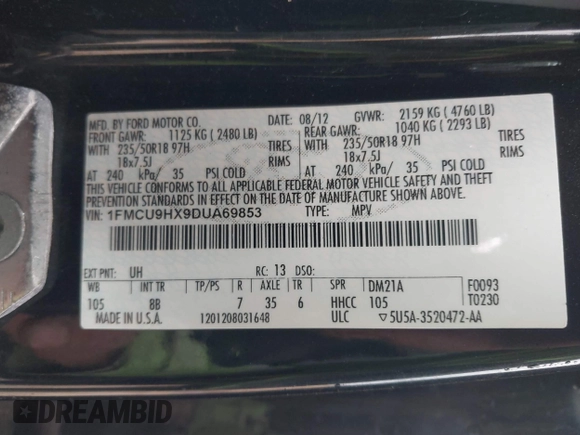 MFD. BY FORD MOTOR CO.
DATE: 08/12 GVWR: 2159 KG ( 4760 LB)
FRONT GAWR: 1125 KG ( 2480 LB) REAR GAWR: 1040 KG ( 2293 LB)
WITH 235/50R18 97H TIRES WITH 235/50R18 97H TIRES
18x7.5J RIMS 18x7.5J RIMS
AT 240 kPa/ 35 PSI COLD AT 240 kPa/ 35 PSI COLD
THIS VEHICLE CONFORMS TO ALL APPLICABLE FEDERAL MOTOR VEHICLE SAFETY AND THEFT
PREVENTION STANDARDS IN EFFECT ON THE DATE OF MANUFACTURE SHOWN ABOVE.
VIN: 1FMCU9HX9DUA69853 TYPE: MPV
EXT PNT: UH RC: 13 DSO:
WB INT TR TP/PS R AXLE TR SPR DM21A F0093
105 8B 7 35 6 HHCC 105 T0230
MADE IN U.S.A. 1201208031648 ULC ▽5U5A-3520472-AA
DREAMBID